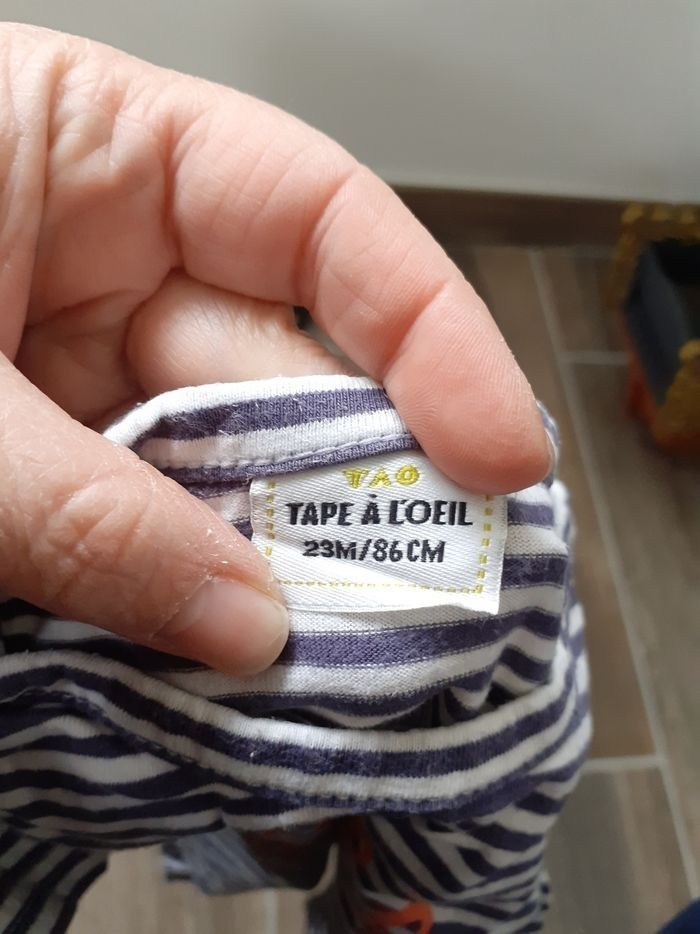 TAO
TAPE À L'OEIL
23M/86CM